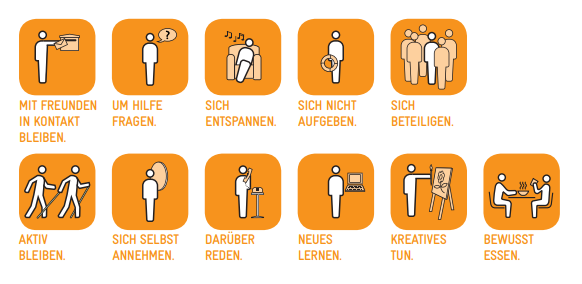 ?
MIT FREUNDEN
IN KONTAKT
BLEIBEN.
UM HILFE
FRAGEN.
SICH
ENTSPANNEN.
SICH NICHT
AUFGEBEN.
SICH
BETEILIGEN.
AKTIV
BLEIBEN.
SICH SELBST
ANNEHMEN.
DARÜBER
REDEN.
NEUES
LERNEN.
KREATIVES
TUN.
BEWUSST
ESSEN.